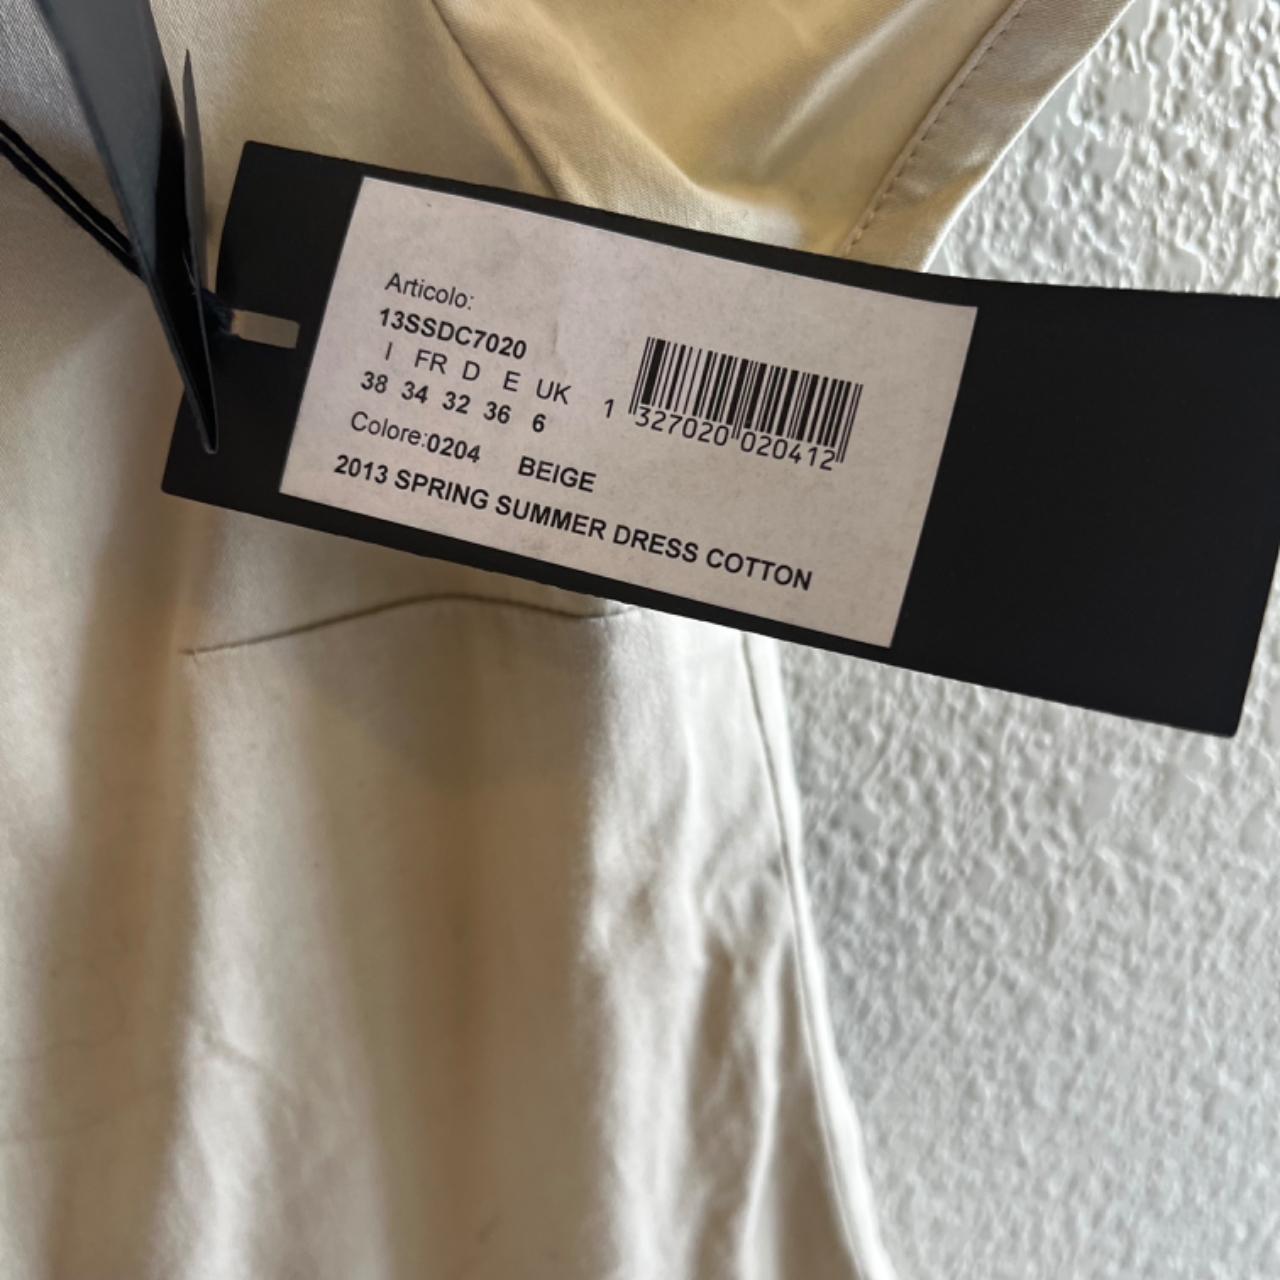 Articolo:
13SSDC7020
I FR D E UK
38 34 32 36 6
Colore:0204 BEIGE
2013 SPRING SUMMER DRESS COTTON
1 327020 020412